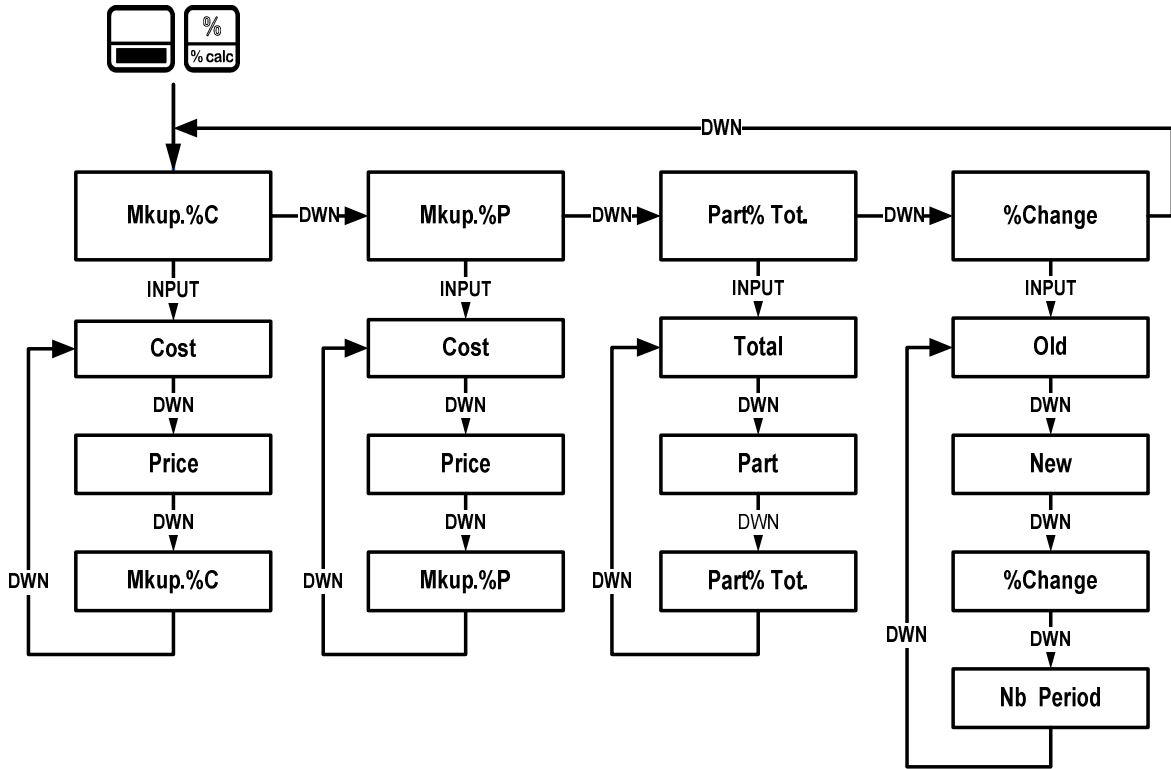 %
% calc
DWN
Mkup.%C DWN Mkup.%P DWN Part% Tot. DWN %Change
INPUT INPUT INPUT INPUT
Cost Cost Total Old
DWN DWN DWN DWN
Price Price Part New
DWN DWN DWN DWN
DWN Mkup.%C DWN Mkup.%P DWN Part% Tot. %Change
DWN DWN
Nb Period